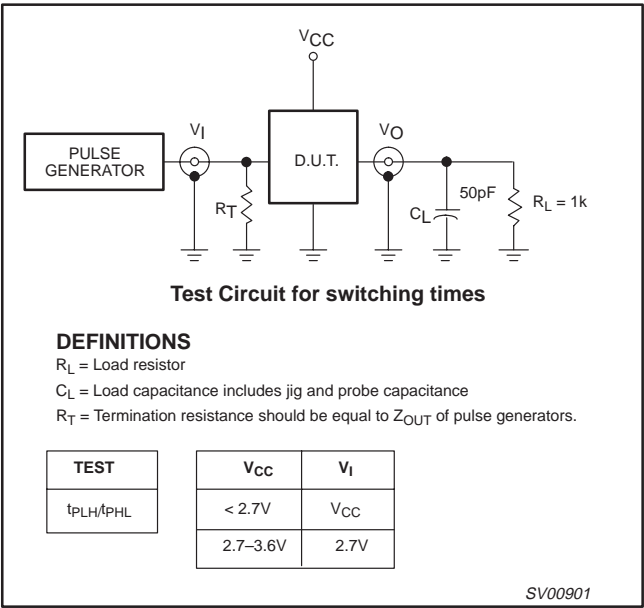 VCC
VI
VO
PULSE
GENERATOR
D.U.T.
RT
50pF
CL
RL = 1k
Test Circuit for switching times
DEFINITIONS
RL = Load resistor
CL = Load capacitance includes jig and probe capacitance
RT = Termination resistance should be equal to ZOUT of pulse generators.
TEST
tPLH/tPHL
VCC VI
< 2.7V VCC
2.7–3.6V 2.7V
SV00901